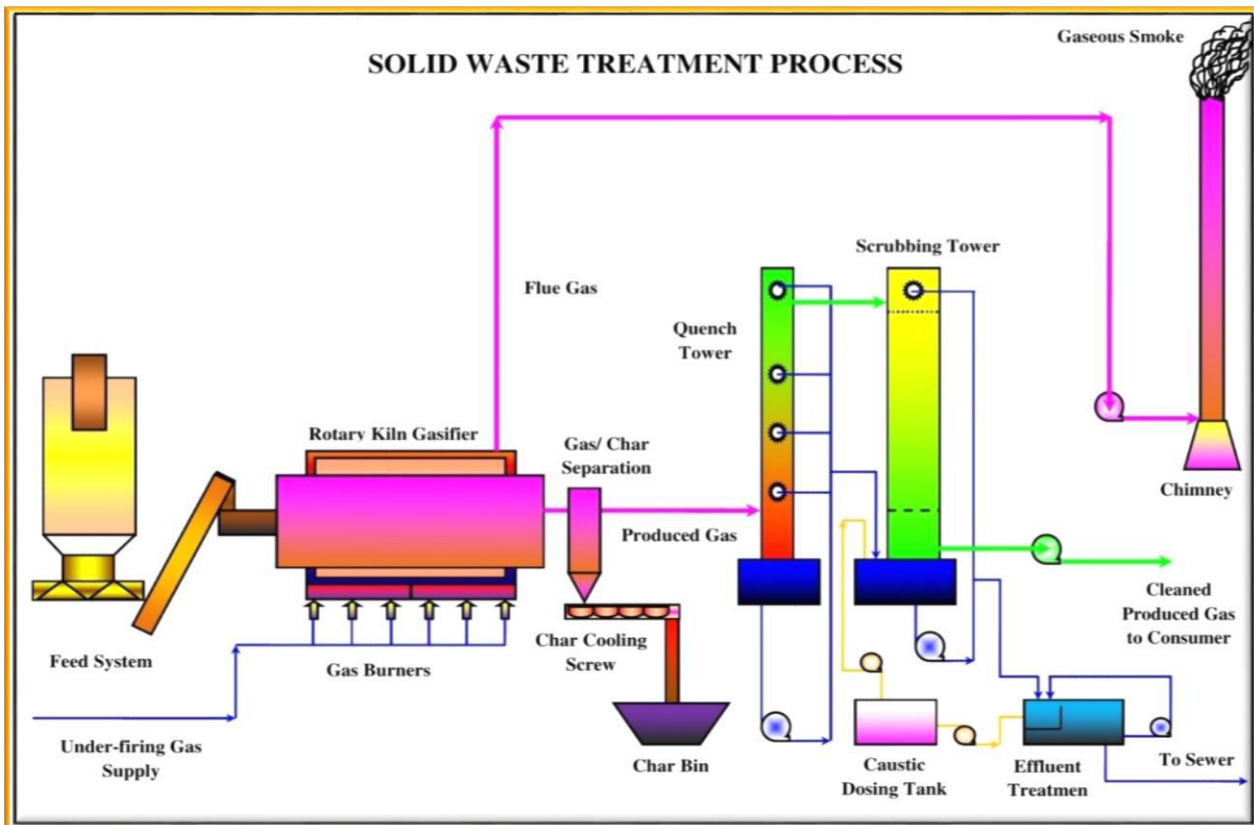 Gaseous Smoke
SOLID WASTE TREATMENT PROCESS
Scrubbing Tower
Flue Gas
Quench
Tower
Rotary Kiln Gasifier
Gas/ Char
Separation
Chimney
Produced Gas
Cleaned
Produced Gas
to Consumer
Char Cooling
Screw
Feed System
Gas Burners
Under-firing Gas
Supply
Char Bin
Caustic
Dosing Tank
Effluent
Treatmen
To Sewer